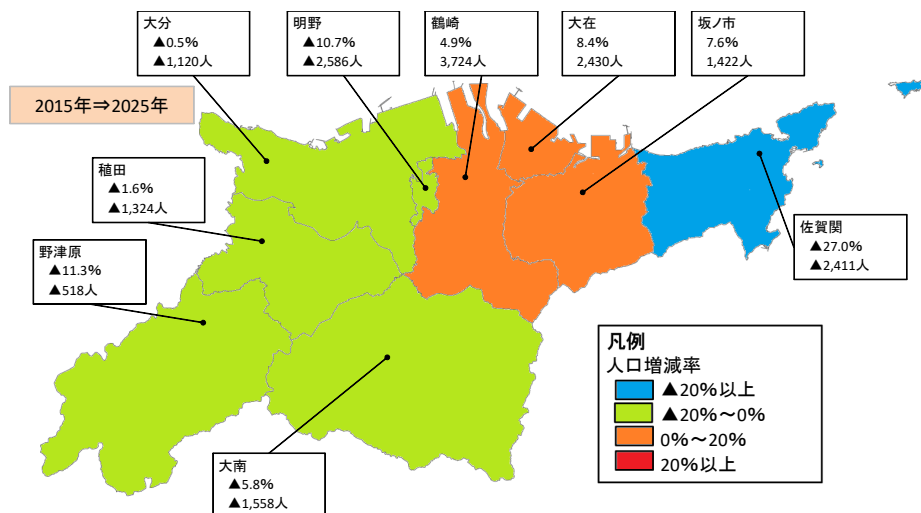 大分
▲0.5%
▲1,120人
明野
▲10.7%
▲2,586人
鶴崎
4.9%
3,724人
大在
8.4%
2,430人
坂ノ市
7.6%
1,422人
2015年⇒2025年
稙田
▲1.6%
▲1,324人
野津原
▲11.3%
▲518人
佐賀関
▲27.0%
▲2,411人
大南
▲5.8%
▲1,558人
凡例
人口増減率
▲20%以上
▲20%～0%
0%～20%
20%以上